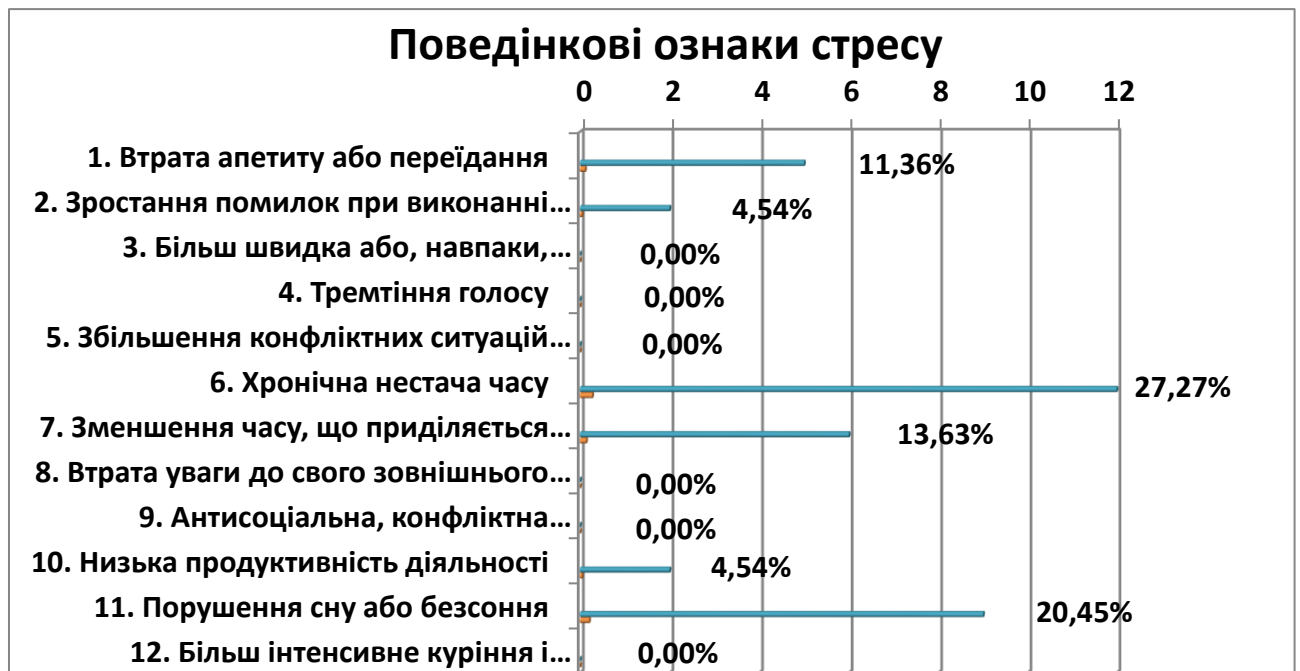 Поведінкові ознаки стресу
0 2 4 6 8 10 12
1. Втрата апетиту або переїдання 11,36%
2. Зростання помилок при виконанні... 4,54%
3. Більш швидка або, навпаки,... 0,00%
4. Тремтіння голосу 0,00%
5. Збільшення конфліктних ситуацій... 0,00%
6. Хронічна нестача часу 27,27%
7. Зменшення часу, що приділяється... 13,63%
8. Втрата уваги до свого зовнішнього... 0,00%
9. Антисоціальна, конфліктна... 0,00%
10. Низька продуктивність діяльності 4,54%
11. Порушення сну або безсоння 20,45%
12. Більш інтенсивне куріння і... 0,00%